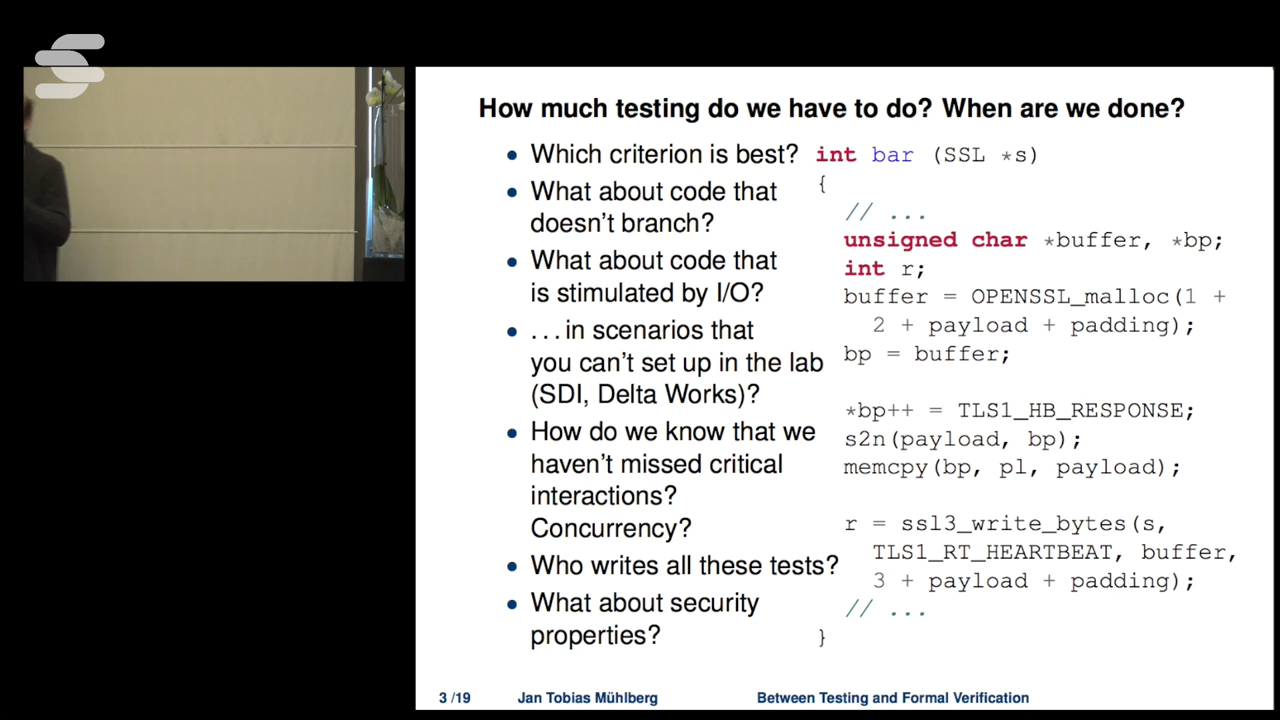 How much testing do we have to do? When are we done?
• Which criterion is best?
• What about code that
doesn't branch?
• What about code that
is stimulated by I/O?
• ...in scenarios that
you can't set up in the lab
(SDI, Delta Works)?
• How do we know that we
haven't missed critical
interactions?
Concurrency?
• Who writes all these tests?
• What about security
properties?
int bar (SSL *s)
{
// ...
unsigned char *buffer, *bp;
int r;
buffer = OPENSSL_malloc(1 +
2 + payload + padding);
bp = buffer;
*bp++ = TLS1_HB_RESPONSE;
s2n(payload, bp);
memcpy(bp, pl, payload);
r = ssl3_write_bytes(s,
TLS1_RT_HEARTBEAT, buffer,
3 + payload + padding);
// ...
}
3 /19 Jan Tobias Mühlberg Between Testing and Formal Verification